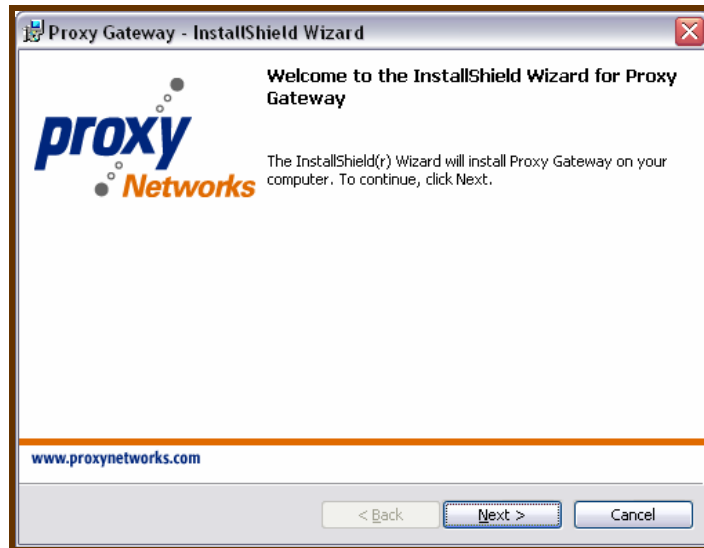 Proxy Gateway - InstallShield Wizard
Welcome to the InstallShield Wizard for Proxy
Gateway
proxy
Networks
The InstallShield(r) Wizard will install Proxy Gateway on your
computer. To continue, click Next.
www.proxynetworks.com
< Back
Next >
Cancel